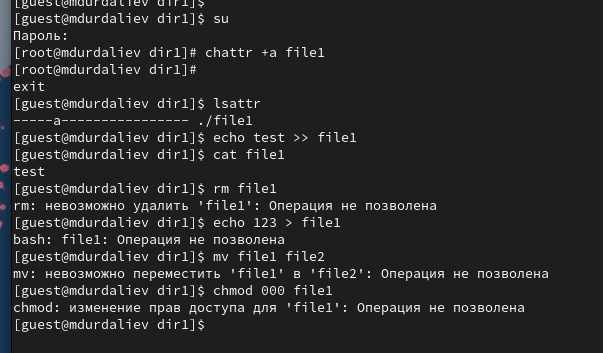 [guest@mdurdaliev dir1]$
[guest@mdurdaliev dir1]$ su
Пароль:
[root@mdurdaliev dir1]# chattr +a file1
[root@mdurdaliev dir1]#
exit
[guest@mdurdaliev dir1]$ lsattr
-----a---------------- ./file1
[guest@mdurdaliev dir1]$ echo test >> file1
[guest@mdurdaliev dir1]$ cat file1
test
[guest@mdurdaliev dir1]$ rm file1
rm: невозможно удалить 'file1': Операция не позволена
[guest@mdurdaliev dir1]$ echo 123 > file1
bash: file1: Операция не позволена
[guest@mdurdaliev dir1]$ mv file1 file2
mv: невозможно переместить 'file1' в 'file2': Операция не позволена
[guest@mdurdaliev dir1]$ chmod 000 file1
chmod: изменение прав доступа для 'file1': Операция не позволена
[guest@mdurdaliev dir1]$